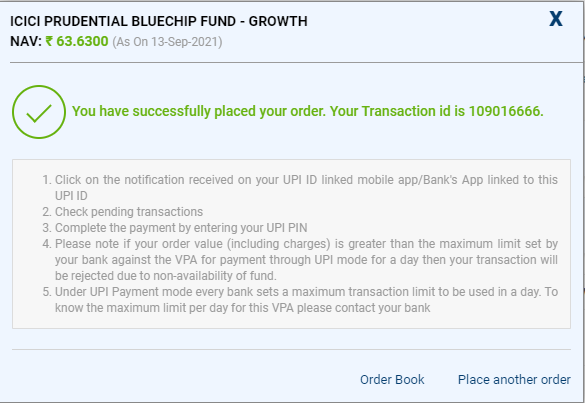 ICICI PRUDENTIAL BLUECHIP FUND - GROWTH
X
NAV: ₹ 63.6300 (As On 13-Sep-2021)
You have successfully placed your order. Your Transaction id is 109016666.
1. Click on the notification received on your UPI ID linked mobile app/Bank's App linked to this
UPI ID
2. Check pending transactions
3. Complete the payment by entering your UPI PIN
4. Please note if your order value (including charges) is greater than the maximum limit set by
your bank against the VPA for payment through UPI mode for a day then your transaction will
be rejected due to non-availability of fund.
5. Under UPI Payment mode every bank sets a maximum transaction limit to be used in a day. To
know the maximum limit per day for this VPA please contact your bank
Order Book
Place another order